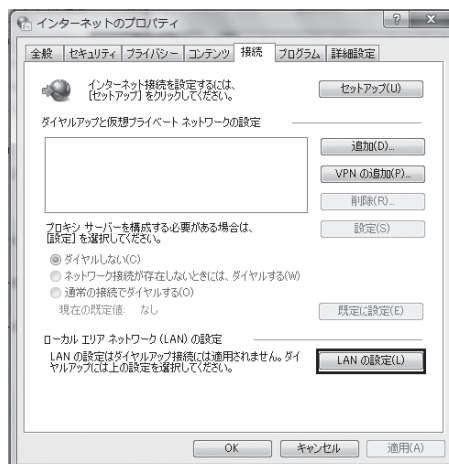 インターネットのプロパティ
全般 セキュリティ プライバシー コンテンツ 接続 プログラム 詳細設定
インターネット接続を設定するには、
[セットアップ] をクリックしてください。
セットアップ(U)
ダイヤルアップと仮想プライベート ネットワークの設定
追加(D)...
VPN の追加(P)...
削除(R)...
プロキシ サーバーを構成する必要がある場合は、
[設定] を選択してください。
設定(S)
ダイヤルしない(C)
ネットワーク接続が存在しないときには、ダイヤルする(W)
通常の接続でダイヤルする(O)
現在の既定値: なし
既定に設定(E)
ローカル エリア ネットワーク (LAN) の設定
LAN の設定はダイヤルアップ接続には適用されません。ダイ
ヤルアップには上の設定を選択してください。
LAN の設定(L)
OK キャンセル 適用(A)